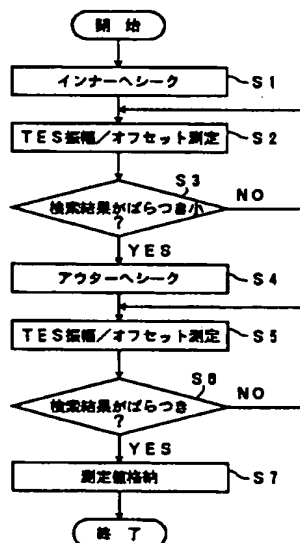 開始
インナーへシーク
S1
TES振幅/オフセット測定
S2
S3
検索結果がばらつき小
?
NO
YES
アウターへシーク
S4
TES振幅/オフセット測定
S5
S6
検索結果がばらつき
?
NO
YES
測定値格納
S7
終了